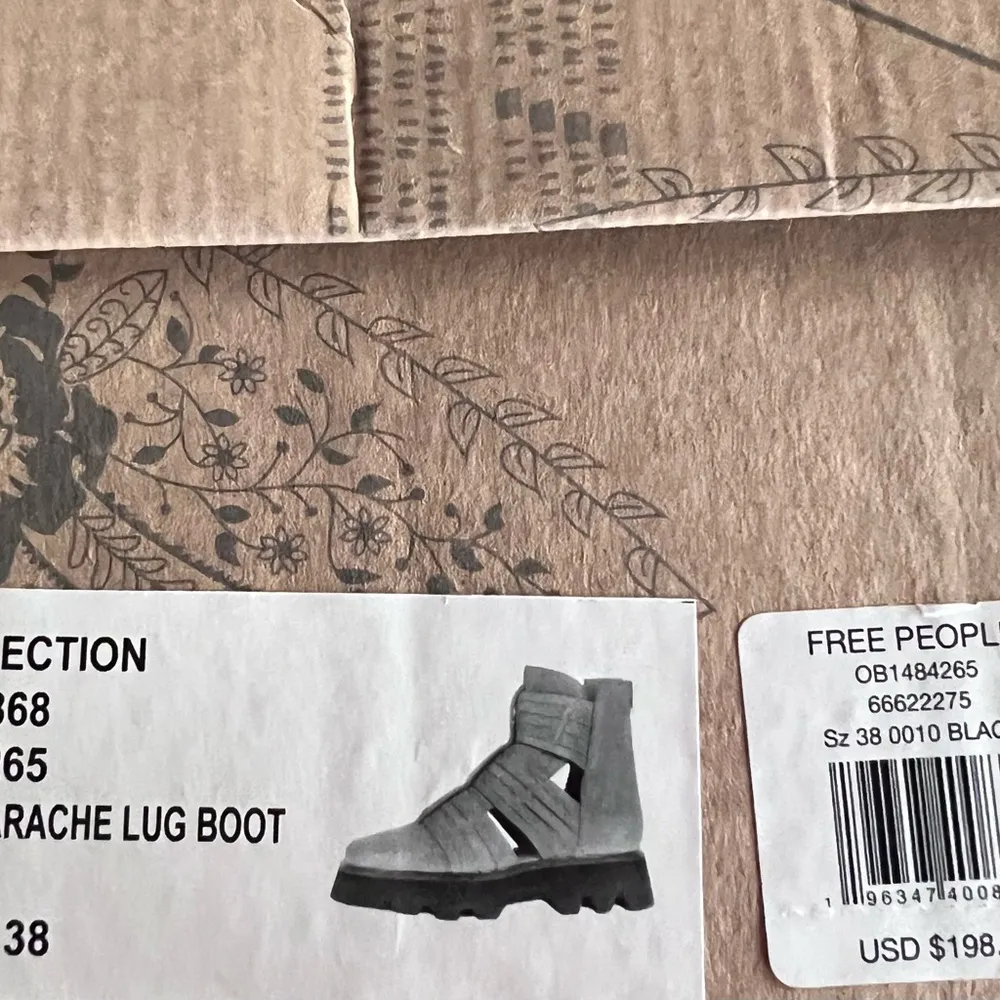 ECTION
368
265
ARACHE LUG BOOT
38
FREE PEOPL
OB1484265
66622275
Sz 38 0010 BLAC
1 96347 4008
USD $198.